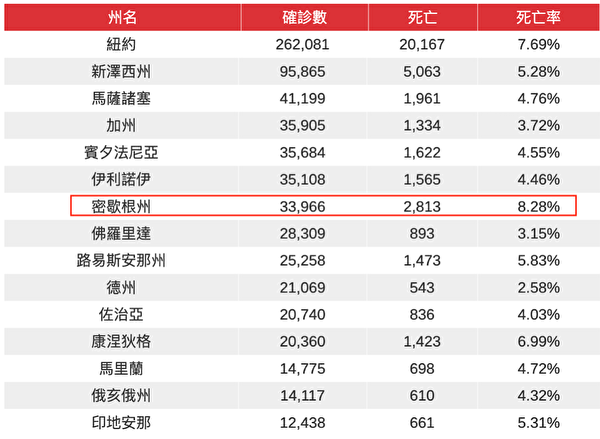 州名 確診數 死亡 死亡率
紐約 262,081 20,167 7.69%
新澤西州 95,865 5,063 5.28%
馬薩諸塞 41,199 1,961 4.76%
加州 35,905 1,334 3.72%
賓夕法尼亞 35,684 1,622 4.55%
伊利諾伊 35,108 1,565 4.46%
密歇根州 33,966 2,813 8.28%
佛羅里達 28,309 893 3.15%
路易斯安那州 25,258 1,473 5.83%
德州 21,069 543 2.58%
佐治亞 20,740 836 4.03%
康涅狄格 20,360 1,423 6.99%
馬里蘭 14,775 698 4.72%
俄亥俄州 14,117 610 4.32%
印地安那 12,438 661 5.31%